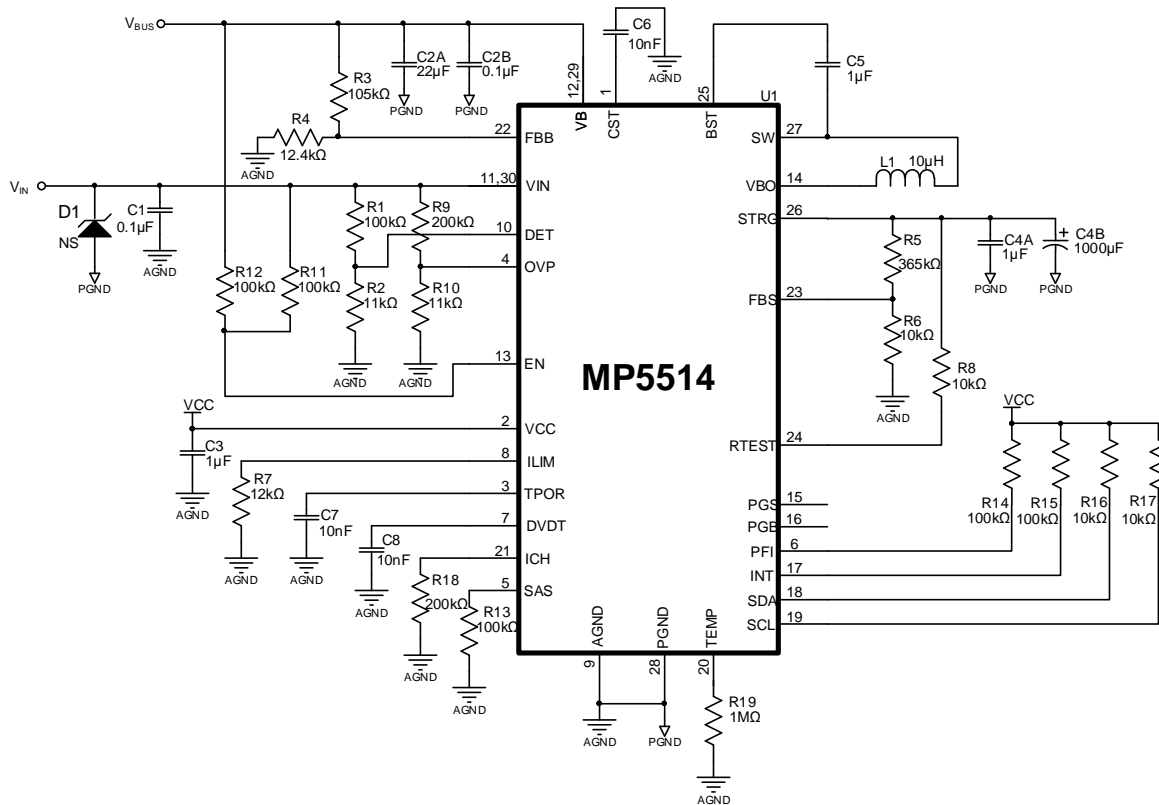 VBUS
C6
10nF
AGND
C2A
22µF
PGND
C2B
0.1µF
PGND
C5
1µF
R3
105kΩ
R4
12.4kΩ
AGND
12,29
VB
1
CST
25
BST
U1
22
FBB
27
SW
VIN
11,30
VIN
14
VBO
L1
10µH
D1
NS
PGND
C1
0.1µF
AGND
R1
100kΩ
R9
200kΩ
10
DET
4
OVP
26
STRG
R5
365kΩ
C4A
1µF
PGND
+
C4B
1000µF
PGND
R12
100kΩ
R11
100kΩ
R2
11kΩ
AGND
R10
11kΩ
AGND
23
FBS
R6
10kΩ
AGND
13
EN
MP5514
R8
10kΩ
VCC
2
VCC
C3
1µF
AGND
24
RTEST
VCC
8
ILIM
R7
12kΩ
AGND
3
TPOR
C7
10nF
AGND
7
DVDT
C8
10nF
AGND
21
ICH
R18
200kΩ
AGND
5
SAS
R13
100kΩ
AGND
PGS
15
PGB
16
PFI
6
INT
17
SDA
18
SCL
19
R14
100kΩ
R15
100kΩ
R16
10kΩ
R17
10kΩ
AGND
9
PGND
28
TEMP
20
AGND
PGND
R19
1MΩ
AGND